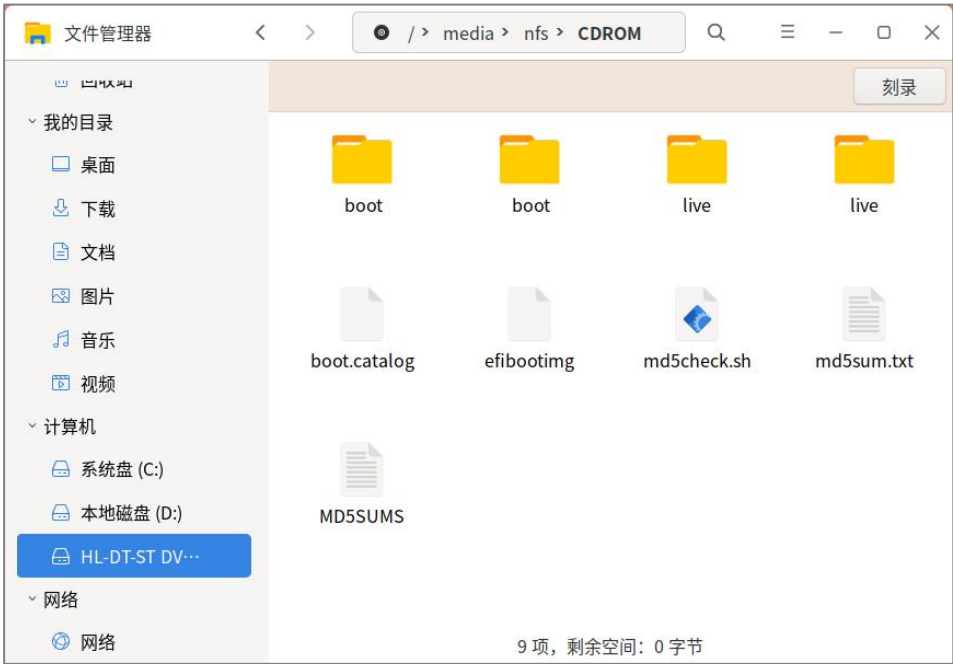 文件管理器
/ > media > nfs > CDROM
回收站
刻录
我的目录
桌面
下载
文档
图片
音乐
视频
计算机
系统盘 (C:)
本地磁盘 (D:)
HL-DT-ST DV…
网络
网络
boot boot live live
boot.catalog efibootimg md5check.sh md5sum.txt
MD5SUMS
9 项，剩余空间：0 字节